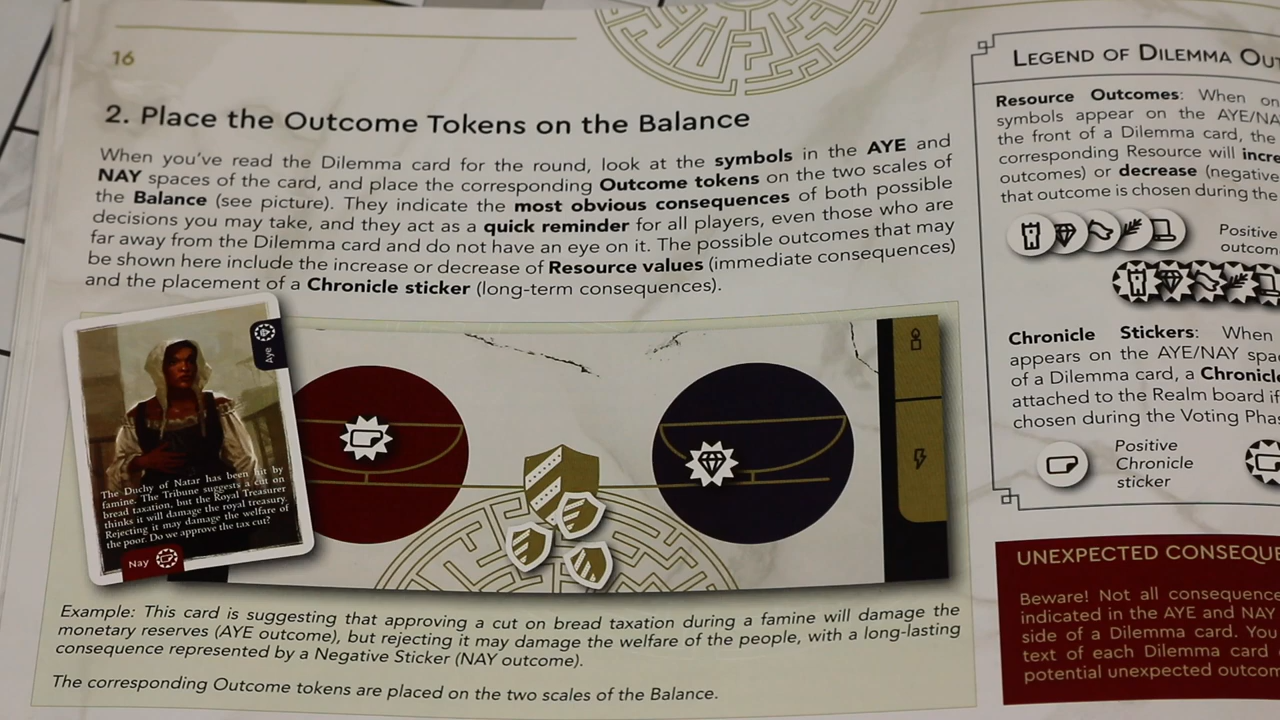 16
2. Place the Outcome Tokens on the Balance
When you've read the Dilemma card for the round, look at the symbols in the AYE and
NAY spaces of the card, and place the corresponding Outcome tokens on the two scales of
the Balance (see picture). They indicate the most obvious consequences of both possible
decisions you may take, and they act as a quick reminder for all players, even those who are
far away from the Dilemma card and do not have an eye on it. The possible outcomes that may
be shown here include the increase or decrease of Resource values (immediate consequences)
and the placement of a Chronicle sticker (long-term consequences).
Aye
The Duchy of Natar has been hit by
famine. The Tribune suggests a cut on
bread taxation, but the Royal Treasurer
thinks it will damage the royal treasury.
Rejecting it may damage the welfare of
the poor. Do we approve the tax cut?
Nay
Example: This card is suggesting that approving a cut on bread taxation during a famine will damage the
monetary reserves (AYE outcome), but rejecting it may damage the welfare of the people, with a long-lasting
consequence represented by a Negative Sticker (NAY outcome).
The corresponding Outcome tokens are placed on the two scales of the Balance.
LEGEND OF DILEMMA OUT
Resource Outcomes: When on
symbols appear on the AYE/NA
the front of a Dilemma card, the
corresponding Resource will incre
outcomes) or decrease (negative
that outcome is chosen during the
Positive
outcom
Chronicle Stickers: When
appears on the AYE/NAY spa
of a Dilemma card, a Chronicl
attached to the Realm board if
chosen during the Voting Pha
Positive
Chronicle
sticker
UNEXPECTED CONSEQUE
Beware! Not all consequence
indicated in the AYE and NAY
side of a Dilemma card. You
text of each Dilemma card
potential unexpected outcom